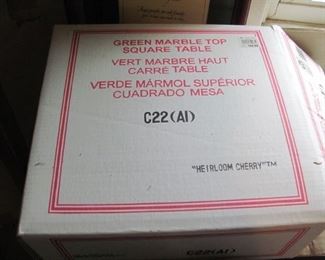 GREEN MARBLE TOP
SQUARE TABLE
VERT MARBRE HAUT
CARRÉ TABLE
VERDE MÁRMOL SUPÉRIOR
CUADRADO MESA
C22(AI)
"HEIRLOOM CHERRY"™
C22(AI)